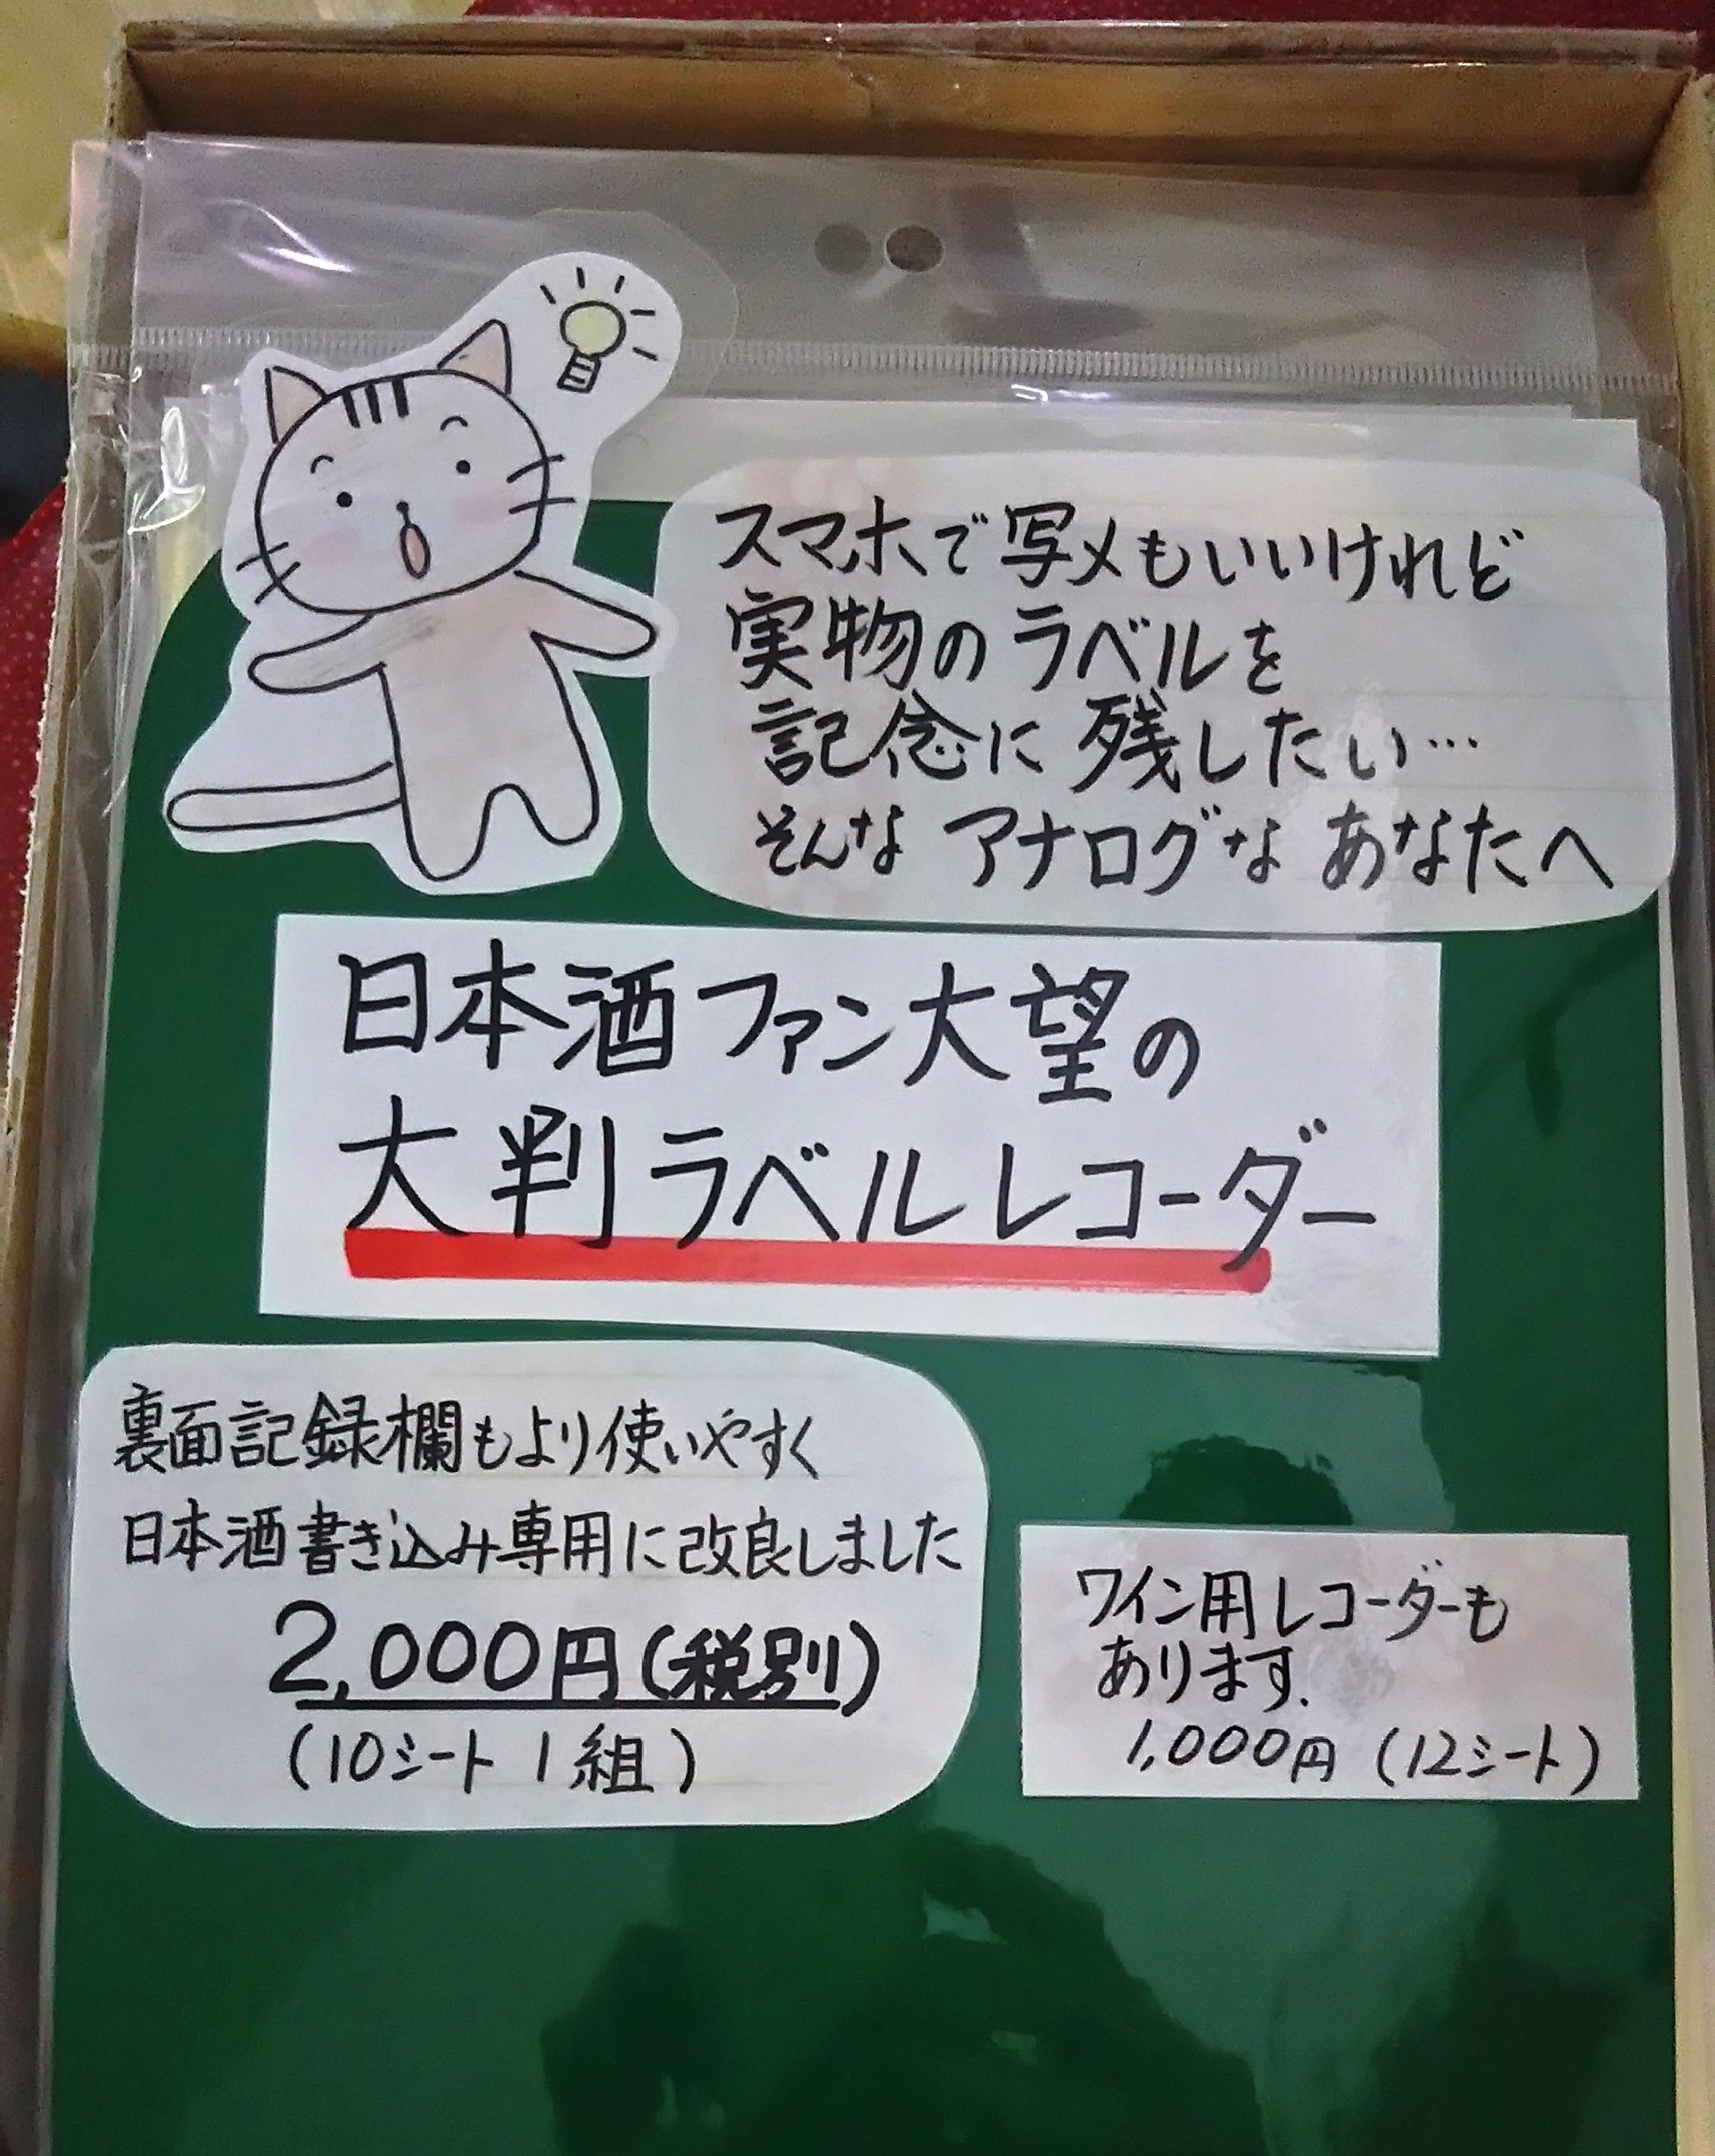 スマホで写メもいいけれど
実物のラベルを
記念に残したい…
そんなアナログなあなたへ
日本酒ファン大望の
大判ラベルレコーダー
裏面記録欄もより使いやすく
日本酒書き込み専用に改良しました
2,000円(税別)
(10シート1組)
ワイン用レコーダーも
あります.
1,000円(12シート)